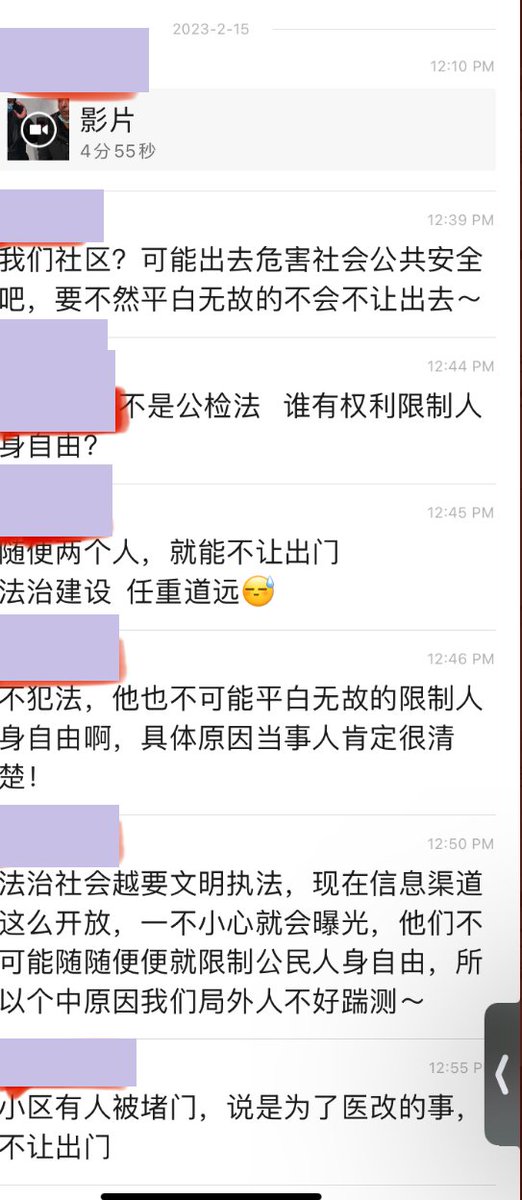 2023-2-15
12:10 PM
影片
4分55秒
12:39 PM
我们社区？可能出去危害社会公共安全
吧，要不然平白无故的不会不让出去～
12:44 PM
不是公检法 谁有权利限制人
身自由？
12:45 PM
随便两个人，就能不让出门
法治建设 任重道远😓
12:46 PM
不犯法，他也不可能平白无故的限制人
身自由啊，具体原因当事人肯定很清
楚！
12:50 PM
法治社会越要文明执法，现在信息渠道
这么开放，一不小心就会曝光，他们不
可能随随便便就限制公民人身自由，所
以个中原因我们局外人不好踹测～
12:55 P
小区有人被堵门，说是为了医改的事，
不让出门